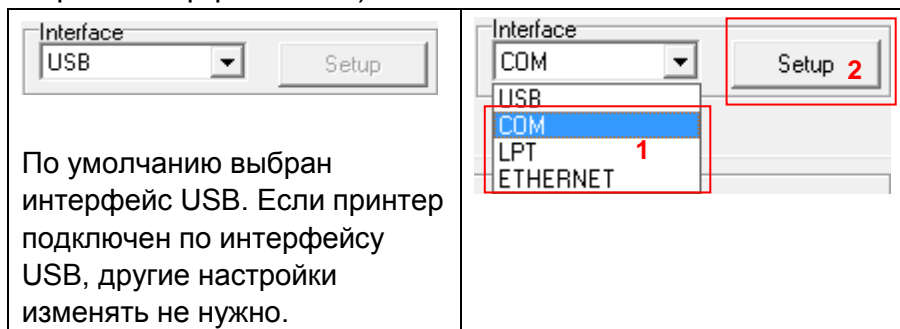 Interface
USB
Setup
По умолчанию выбран
интерфейс USB. Если принтер
подключен по интерфейсу
USB, другие настройки
изменять не нужно.
Interface
COM
Setup 2
USB
COM
LPT 1
ETHERNET